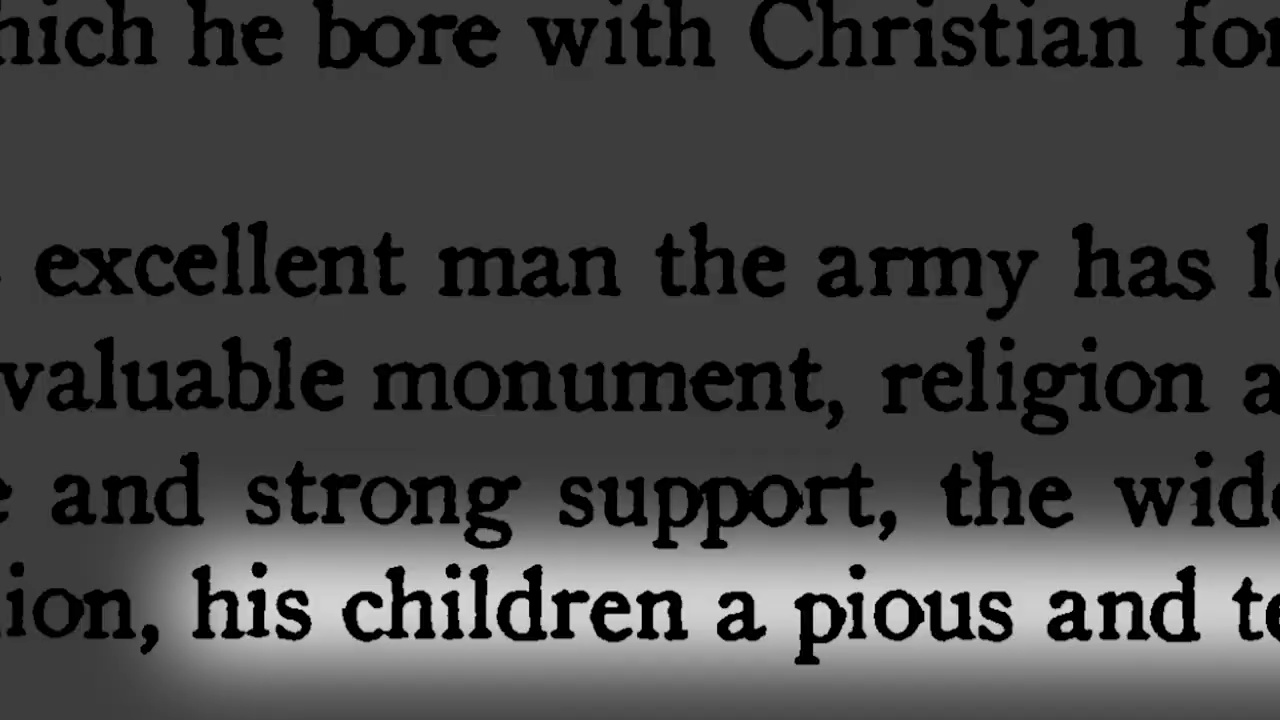 hich he bore with Christian for
excellent man the army has l
valuable monument, religion a
and strong support, the wid
ion, his children a pious and t